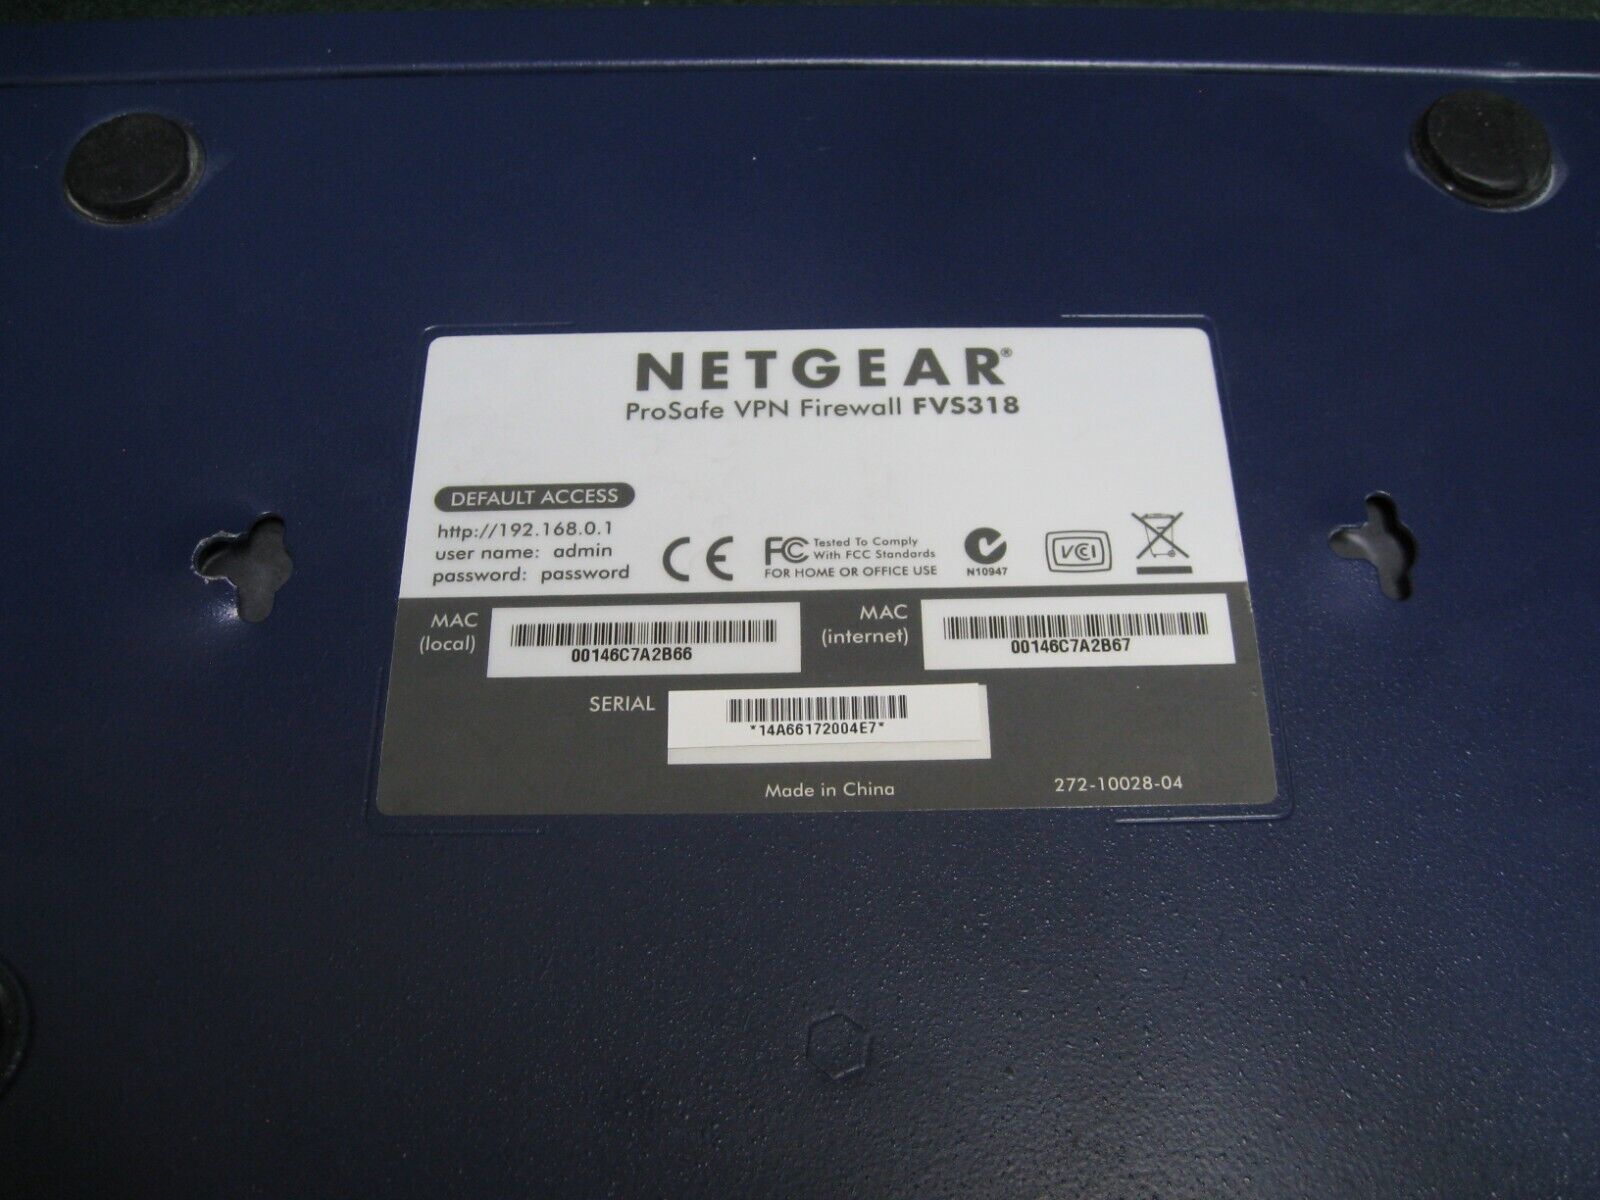 NETGEAR®
ProSafe VPN Firewall FVS318
DEFAULT ACCESS
http://192.168.0.1
user name: admin
password: password
CE
FC Tested To Comply
With FCC Standards
FOR HOME OR OFFICE USE
N10947
VCI
MAC
(local)
00146C7A2B66
MAC
(internet)
00146C7A2B67
SERIAL
*14A66172004E7*
Made in China
272-10028-04